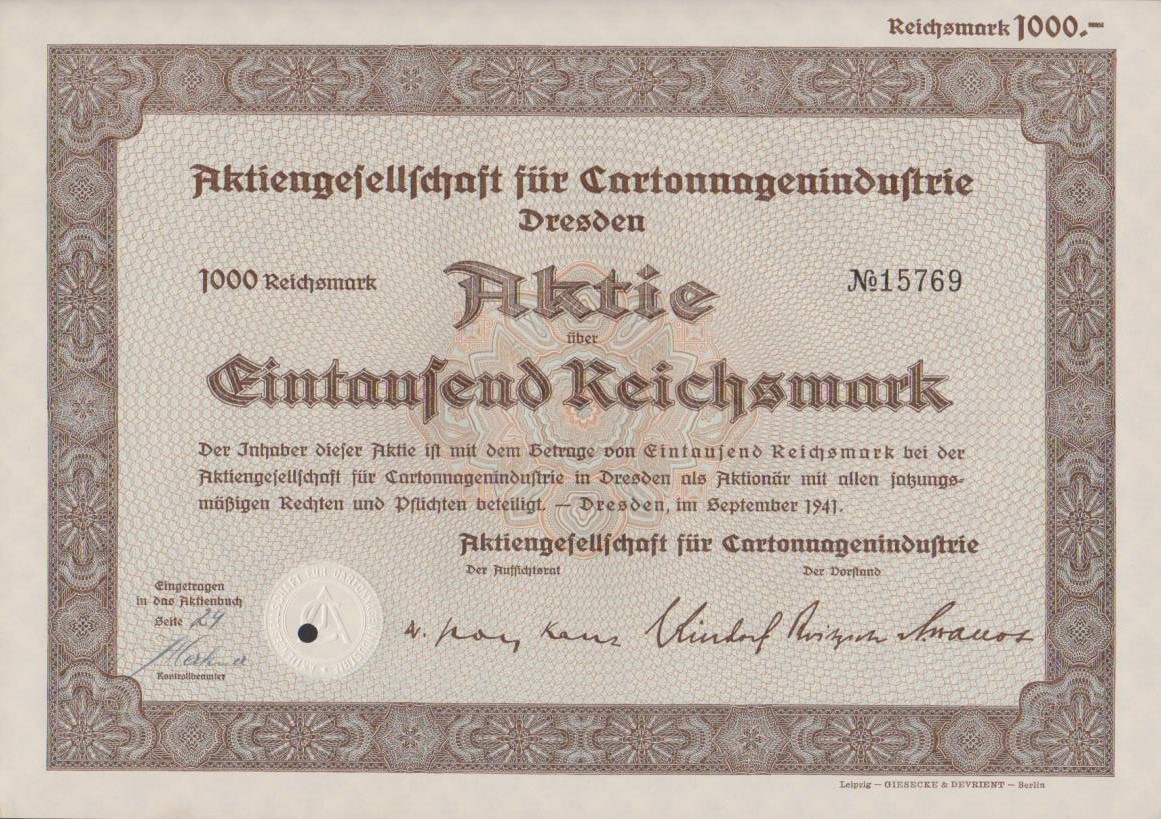 Reichsmark 1000.—
Aktiengesellschaft für Cartonnagenindustrie
Dresden
1000 Reichsmark
Aktie
№15769
über
Eintausend Reichsmark
Der Inhaber dieser Aktie ist mit dem Betrage von Eintausend Reichsmark bei der
Aktiengesellschaft für Cartonnagenindustrie in Dresden als Aktionär mit allen satzungs-
mäßigen Rechten und Pflichten beteiligt. — Dresden, im September 1941.
Aktiengesellschaft für Cartonnagenindustrie
Der Aufsichtsrat
Der Vorstand
Eingetragen
in das Aktienbuch
Seite 24
Kontrollbeamter
Leipzig — GIESECKE & DEVRIENT — Berlin